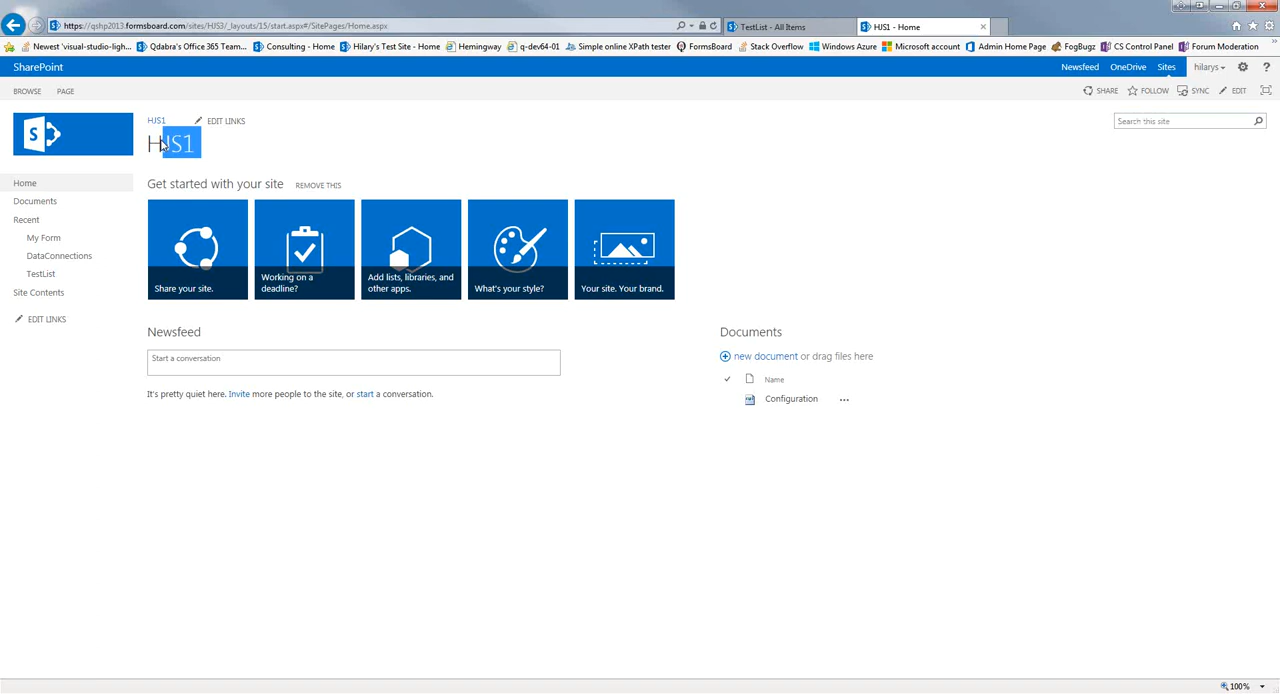 https://qshp2013.formsboard.com/sites/HJS3/_layouts/15/start.aspx#/SitePages/Home.aspx
TestList - All Items
HJS1 - Home
Newest 'visual-studio-ligh...
Qdabra's Office 365 Team...
Consulting - Home
Hilary's Test Site - Home
Hemingway
q-dev64-01
Simple online XPath tester
FormsBoard
Stack Overflow
Windows Azure
Microsoft account
Admin Home Page
FogBugz
CS Control Panel
Forum Moderation
SharePoint
Newsfeed
OneDrive
Sites
hilarys
?
BROWSE
PAGE
SHARE
FOLLOW
SYNC
EDIT
S
HJS1
EDIT LINKS
Search this site
HJS1
Home
Documents
Recent
My Form
DataConnections
TestList
Site Contents
EDIT LINKS
Get started with your site
REMOVE THIS
Share your site.
Working on a
deadline?
Add lists, libraries, and
other apps.
What's your style?
Your site. Your brand.
Newsfeed
Start a conversation
It's pretty quiet here. Invite more people to the site, or start a conversation.
Documents
new document or drag files here
Name
Configuration
...
100%